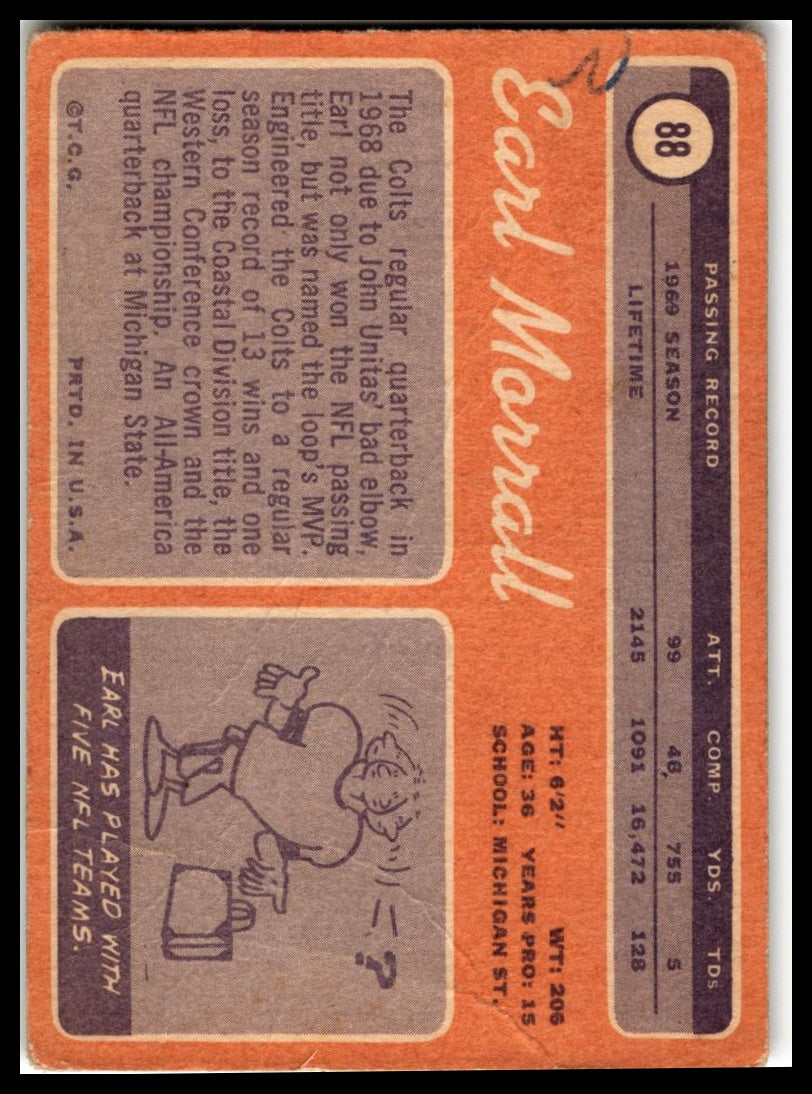 88
PASSING RECORD ATT. COMP. YDS. TDS
1969 SEASON 99 46 755 5
LIFETIME 2145 1091 16,472 128
Earl Morrall
HT: 6'2" WT: 206
AGE: 36 YEARS PRO: 15
SCHOOL: MICHIGAN ST.
The Colts regular quarterback in
1968 due to John Unitas' bad elbow,
Earl not only won the NFL passing
title, but was named the loop's MVP.
Engineered the Colts to a regular
season record of 13 wins and one
loss, to the Coastal Division title, the
Western Conference crown and the
NFL championship. An All-America
quarterback at Michigan State.
©T.C.G. PRTD. IN U.S.A.
= ?
EARL HAS PLAYED WITH
FIVE NFL TEAMS.